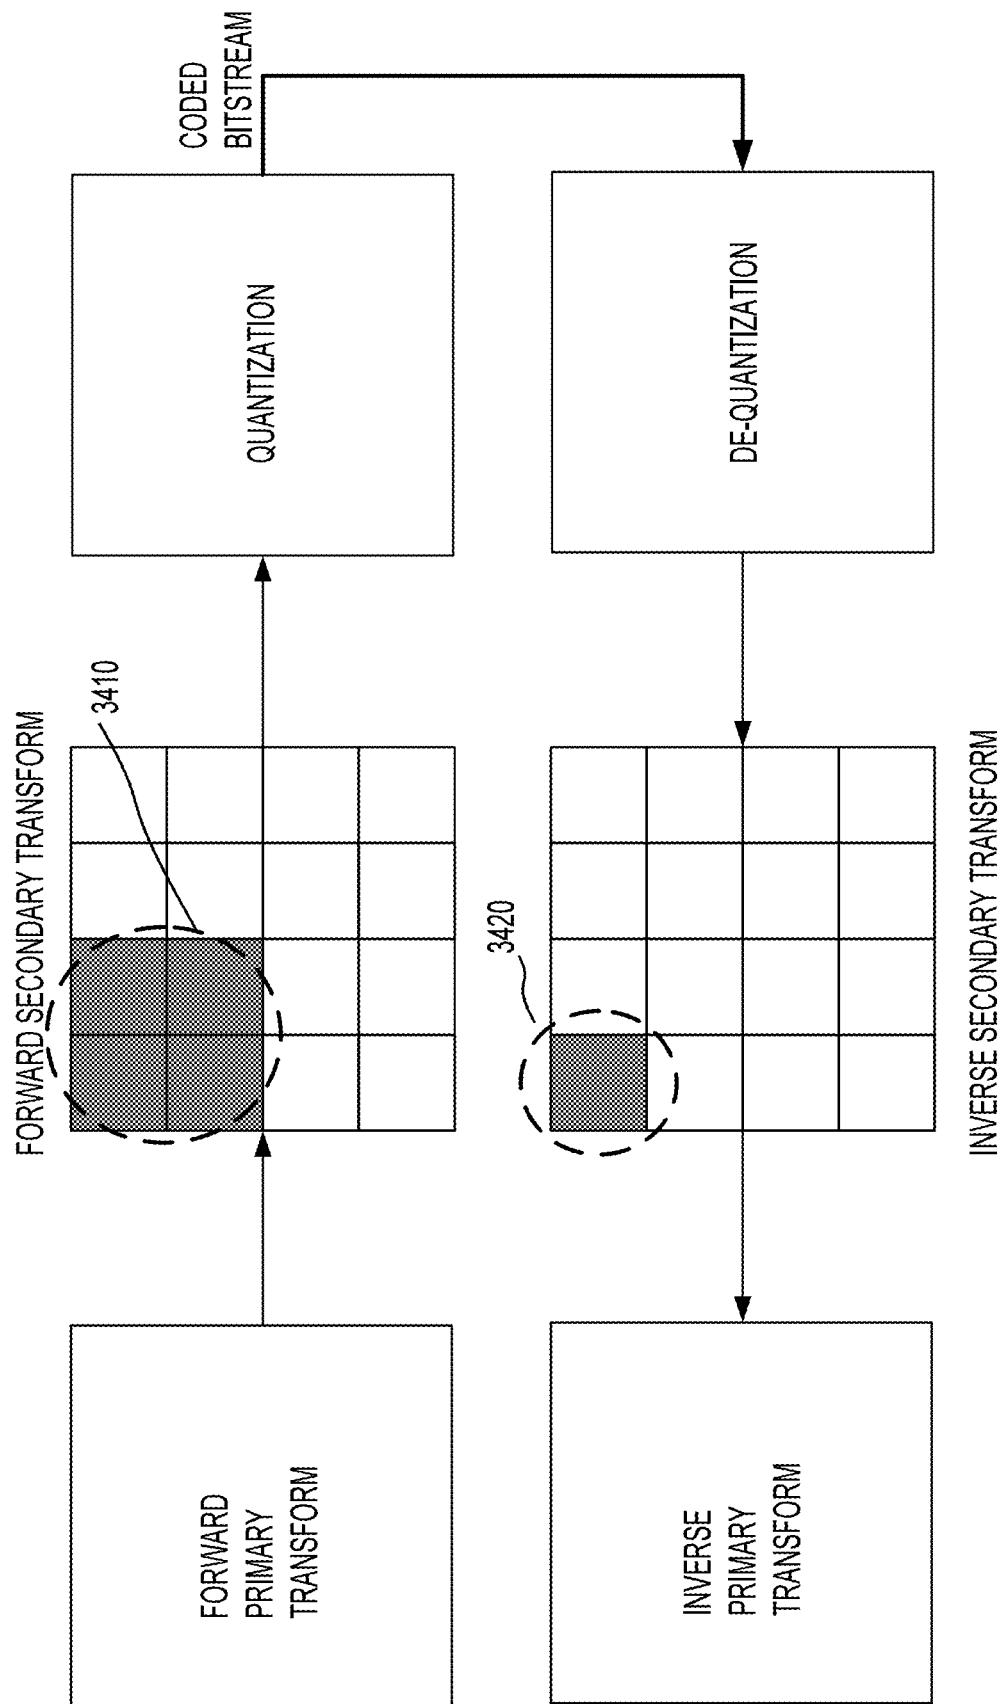 FORWARD SECONDARY TRANSFORM
3410
CODED
BITSTREAM
FORWARD
PRIMARY
TRANSFORM
QUANTIZATION
3420
INVERSE
PRIMARY
TRANSFORM
DE-QUANTIZATION
INVERSE SECONDARY TRANSFORM